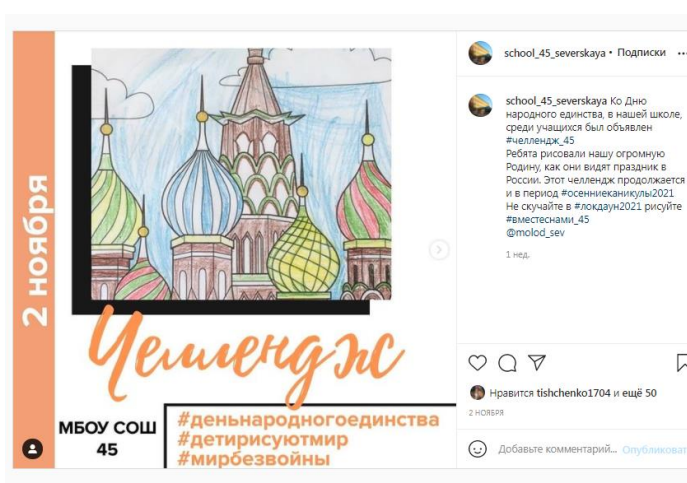 2 ноября
Челлендж
МБОУ СОШ
45
#деньнародногоединства
#детирисуютмир
#мирбезвойны
school_45_severskaya • Подписки ...
school_45_severskaya Ко Дню
народного единства, в нашей школе,
среди учащихся был объявлен
#челлендж_45
Ребята рисовали нашу огромную
Родину, как они видят праздник в
России. Этот челлендж продолжается
и в период #осенниеканикулы2021
Не скучайте в #локдаун2021 рисуйте
#вместеснами_45
@molod_sev
1 нед.
Нравится tishchenko1704 и ещё 50
2 НОЯБРЯ
Добавьте комментарий... Опубликовать